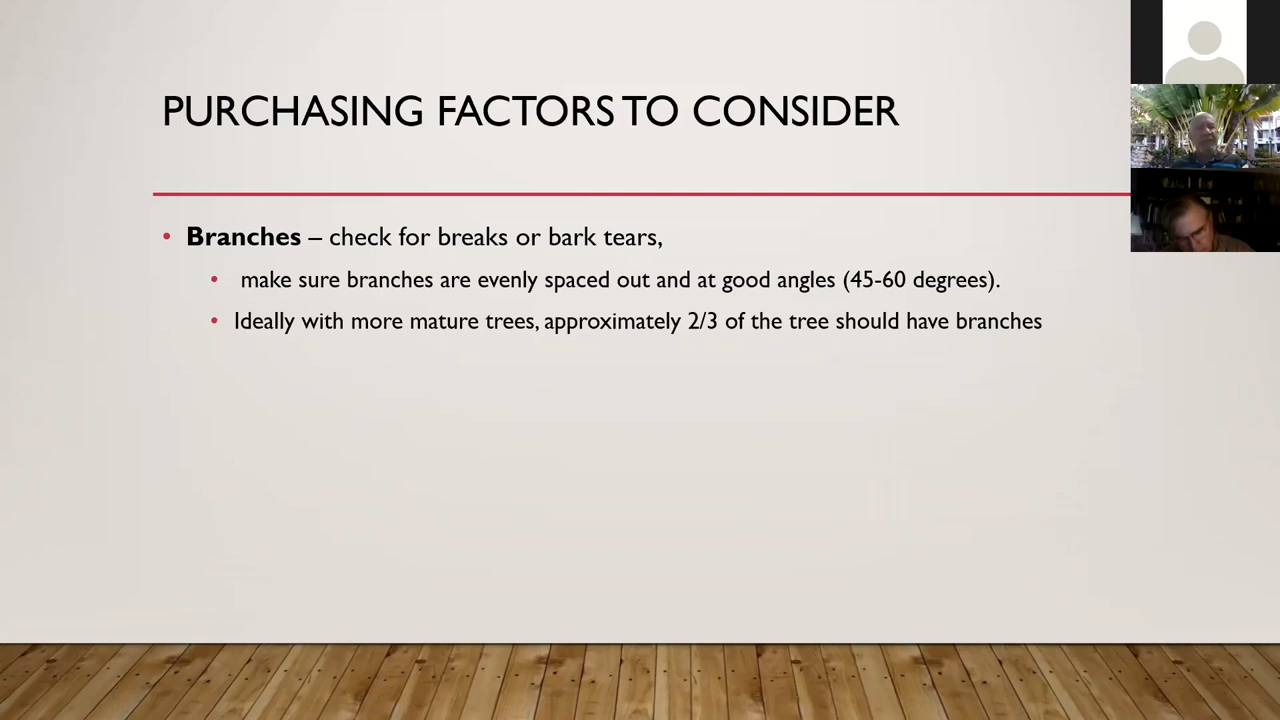 PURCHASING FACTORS TO CONSIDER
• Branches – check for breaks or bark tears,
• make sure branches are evenly spaced out and at good angles (45-60 degrees).
• Ideally with more mature trees, approximately 2/3 of the tree should have branches